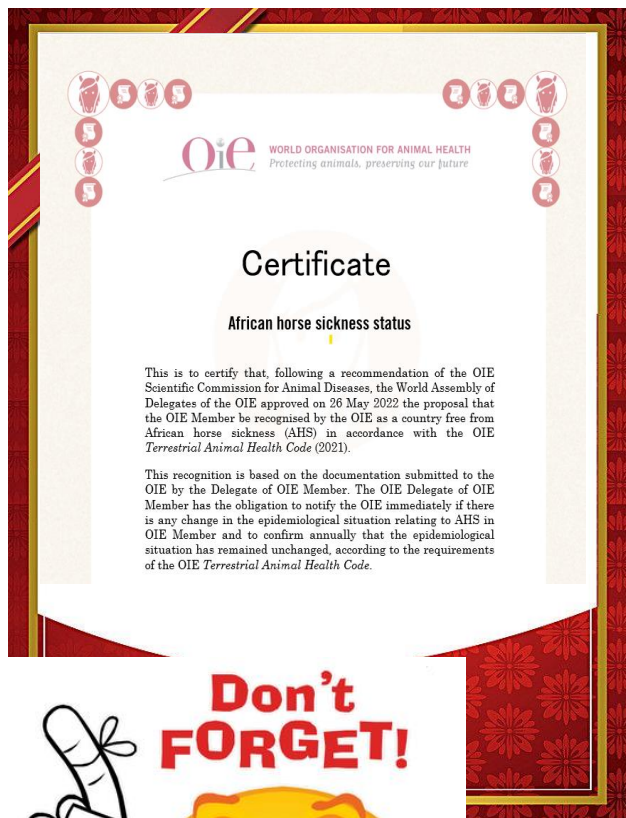 OiE
WORLD ORGANISATION FOR ANIMAL HEALTH
Protecting animals, preserving our future
Certificate
African horse sickness status
This is to certify that, following a recommendation of the OIE
Scientific Commission for Animal Diseases, the World Assembly of
Delegates of the OIE approved on 26 May 2022 the proposal that
the OIE Member be recognised by the OIE as a country free from
African horse sickness (AHS) in accordance with the OIE
Terrestrial Animal Health Code (2021).
This recognition is based on the documentation submitted to the
OIE by the Delegate of OIE Member. The OIE Delegate of OIE
Member has the obligation to notify the OIE immediately if there
is any change in the epidemiological situation relating to AHS in
OIE Member and to confirm annually that the epidemiological
situation has remained unchanged, according to the requirements
of the OIE Terrestrial Animal Health Code.
Don't
FORGET!